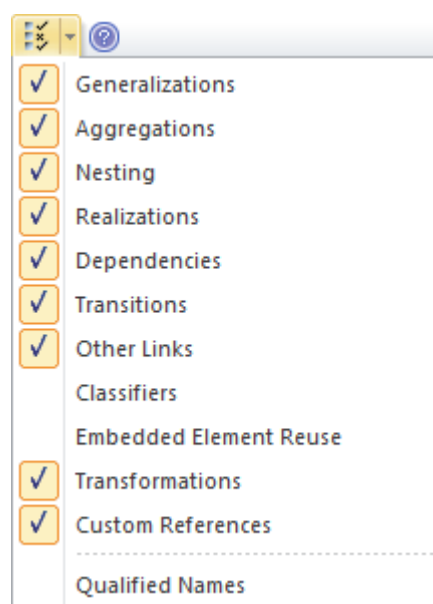 Generalizations
Aggregations
Nesting
Realizations
Dependencies
Transitions
Other Links
Classifiers
Embedded Element Reuse
Transformations
Custom References
Qualified Names